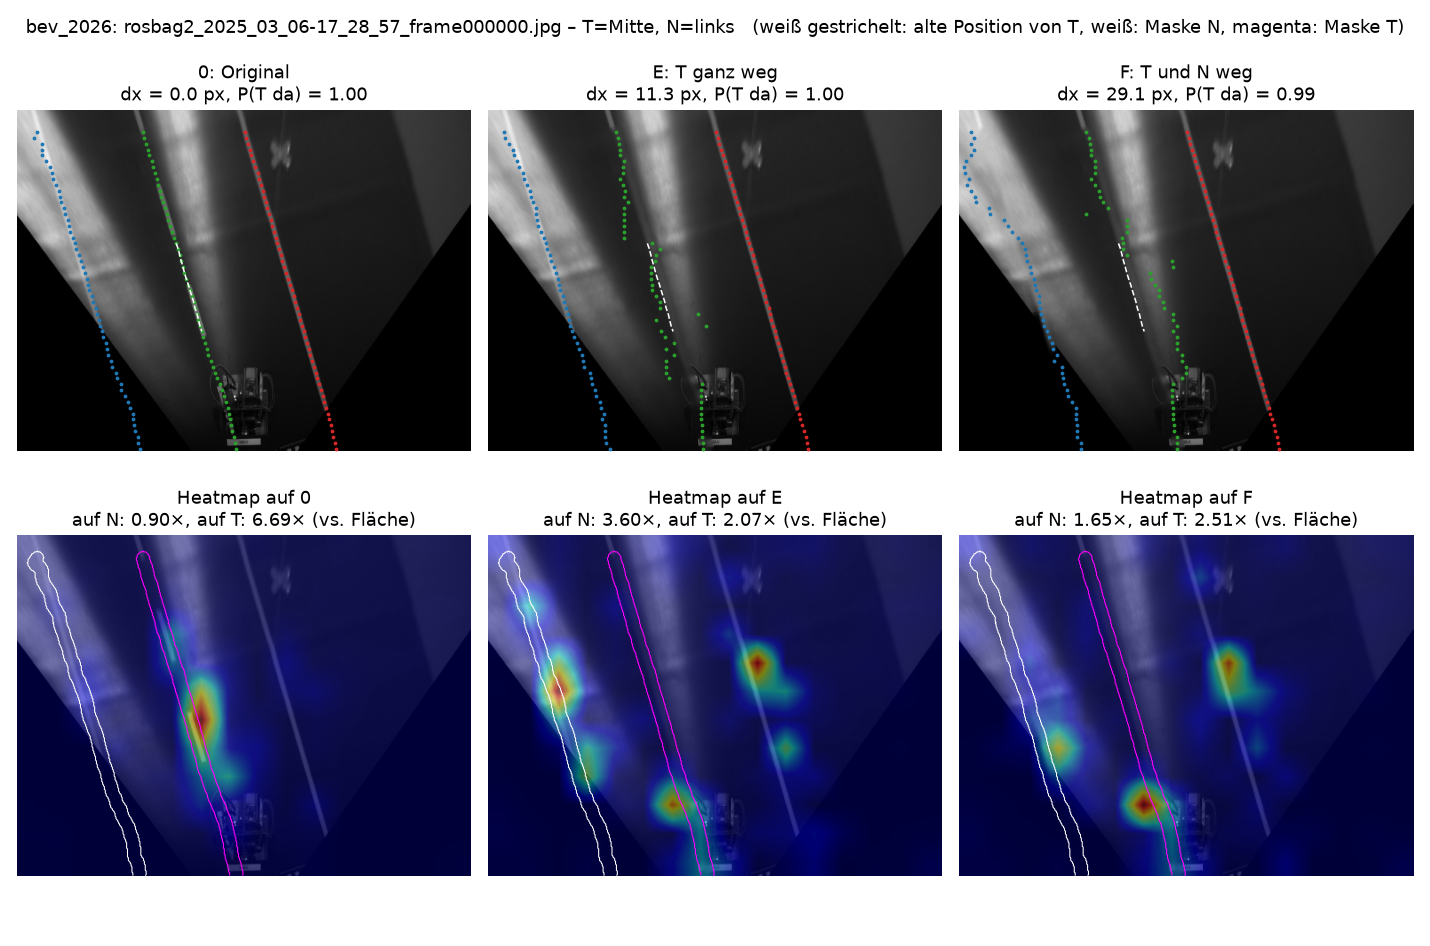 bev_2026: rosbag2_2025_03_06-17_28_57_frame000000.jpg – T=Mitte, N=links (weiß gestrichelt: alte Position von T, weiß: Maske N, magenta: Maske T)
0: Original
dx = 0.0 px, P(T da) = 1.00
E: T ganz weg
dx = 11.3 px, P(T da) = 1.00
F: T und N weg
dx = 29.1 px, P(T da) = 0.99
Heatmap auf 0
auf N: 0.90×, auf T: 6.69× (vs. Fläche)
Heatmap auf E
auf N: 3.60×, auf T: 2.07× (vs. Fläche)
Heatmap auf F
auf N: 1.65×, auf T: 2.51× (vs. Fläche)